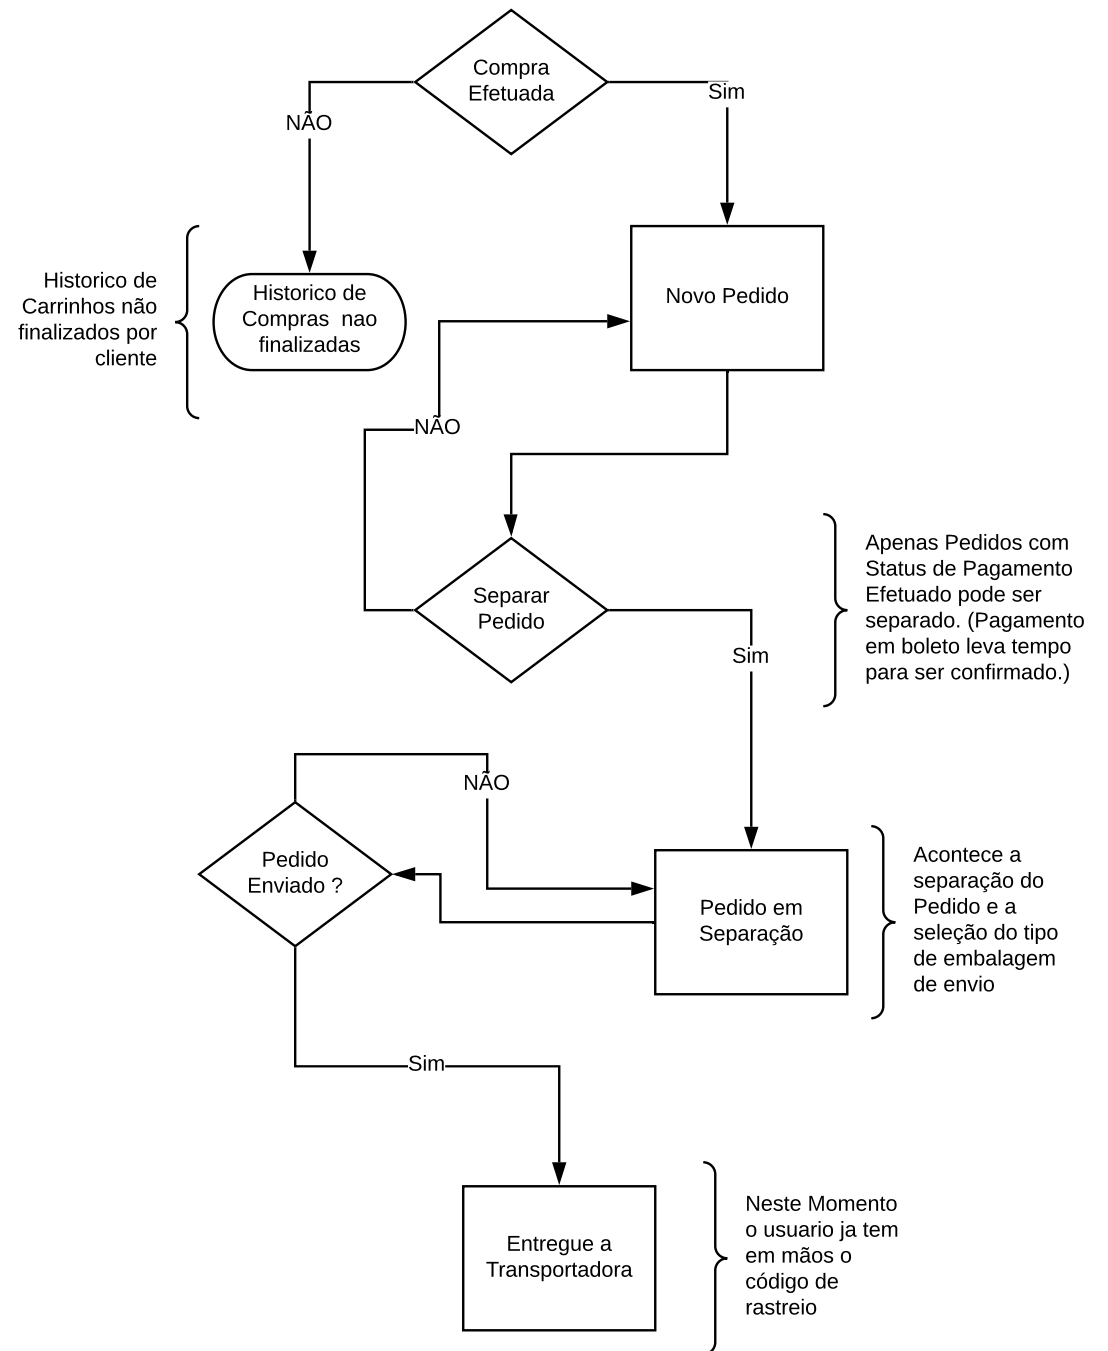 Compra
Efetuada
Sim
NÃO
Historico de
Carrinhos não
finalizados por
cliente
Historico de
Compras  nao
finalizadas
Novo Pedido
NÃO
Separar
Pedido
Sim
Apenas Pedidos com
Status de Pagamento
Efetuado pode ser
separado. (Pagamento
em boleto leva tempo
para ser confirmado.)
NÃO
Pedido
Enviado ?
Pedido em
Separação
Acontece a
separação do
Pedido e a
seleção do tipo
de embalagem
de envio
Sim
Entregue a
Transportadora
Neste Momento
o usuario ja tem
em mãos o
código de
rastreio